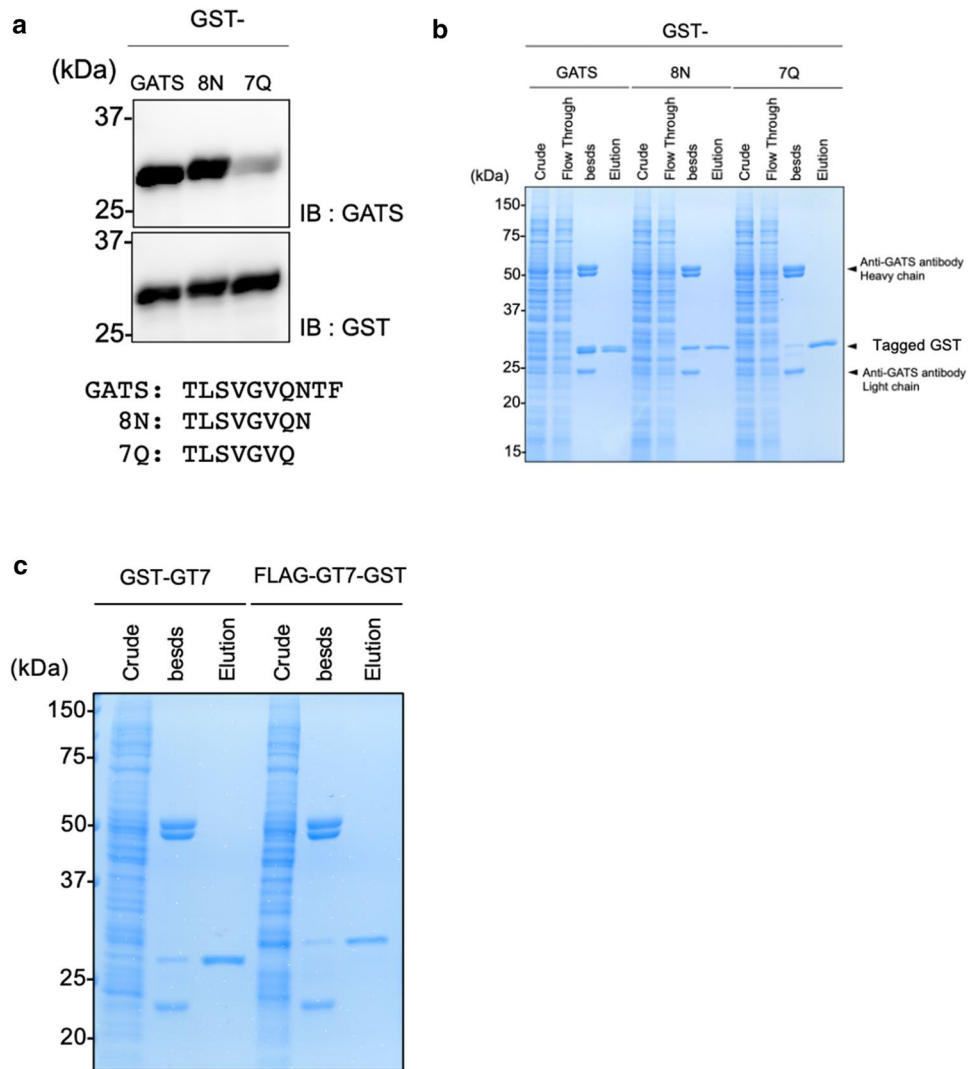 a
GST-
(kDa)
GATS 8N 7Q
37-
25-
IB : GATS
37-
25-
IB : GST
GATS: TLSVGVQNTF
8N: TLSVGVQN
7Q: TLSVGVQ
b
GST-
GATS 8N 7Q
Crude Flow Through besds Elution Crude Flow Through besds Elution Crude Flow Through besds Elution
(kDa)
150-
75-
50-
37-
25-
20-
15-
Anti-GATS antibody
Heavy chain
Tagged GST
Anti-GATS antibody
Light chain
c
GST-GT7 FLAG-GT7-GST
Crude besds Elution Crude besds Elution
(kDa)
150-
75-
50-
37-
25-
20-